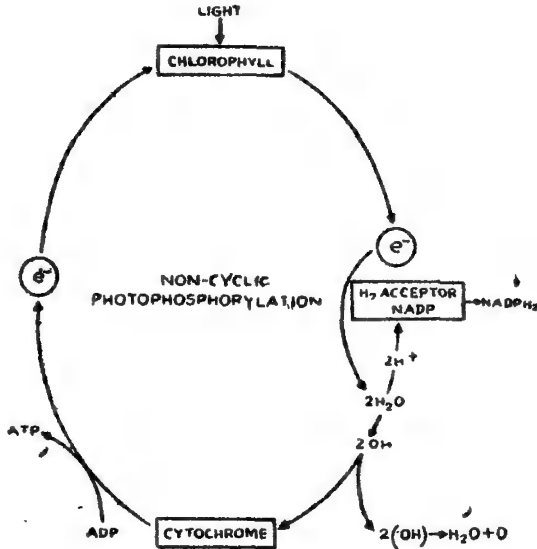 LIGHT
CHLOROPHYLL
e⁻
e⁻
NON-CYCLIC
PHOTOPHOSPHORYLATION
H₂ ACCEPTOR
NADP
NADPH₂
2H⁺
2H₂O
2OH
ATP
ADP
CYTOCHROME
2(OH)→H₂O+O